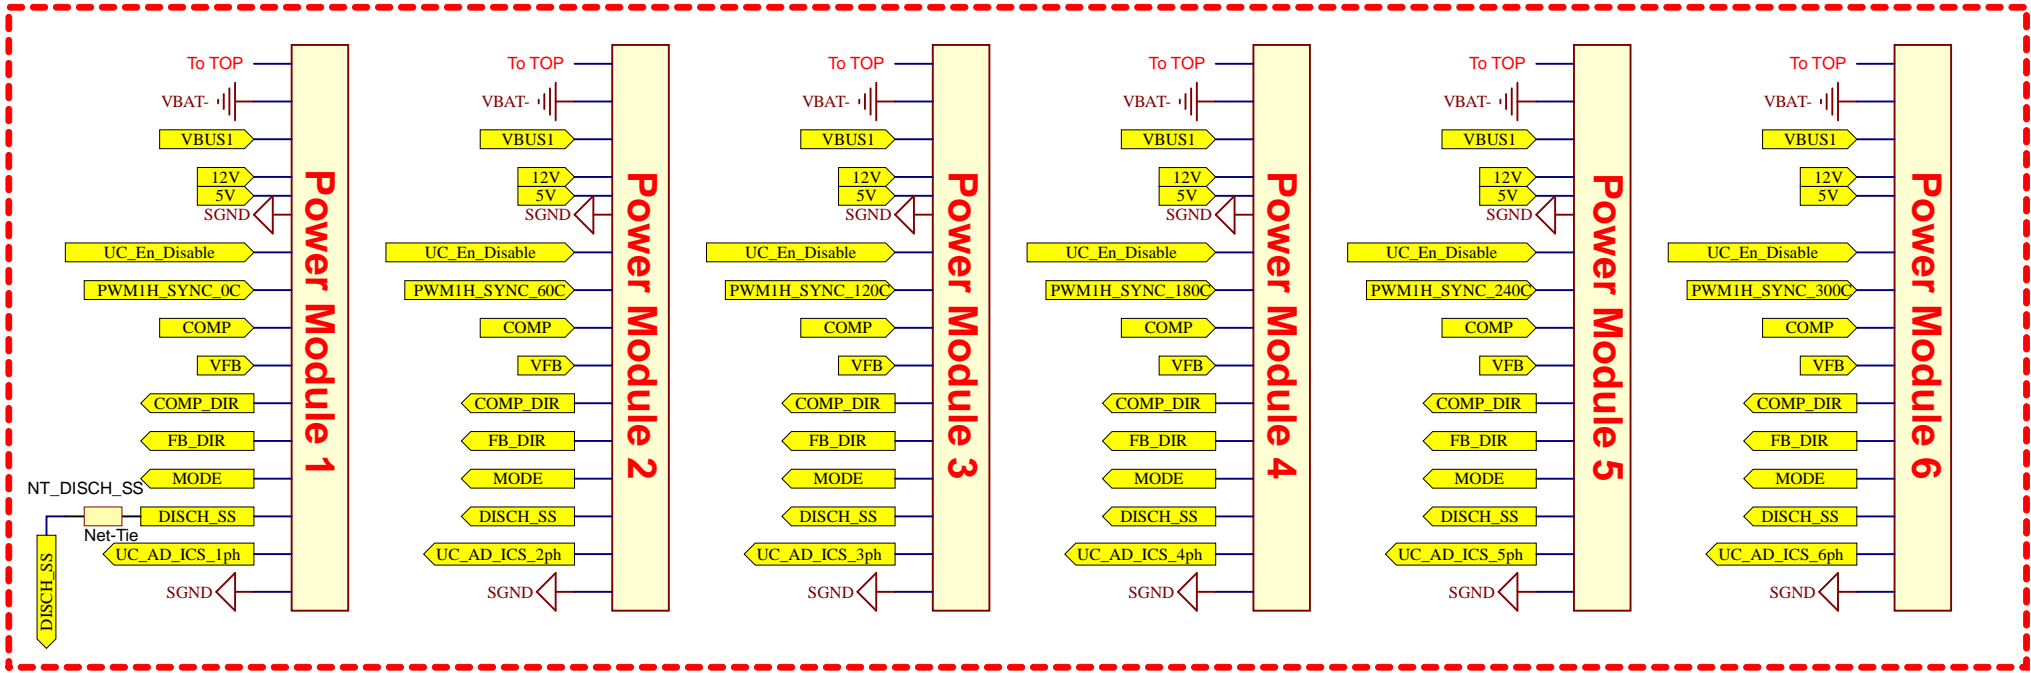 To TOP
VBAT-
VBUS1
12V
5V
SGND
UC_En_Disable
PWM1H_SYNC_0C
COMP
VFB
COMP_DIR
FB_DIR
MODE
NT_DISCH_SS
DISCH_SS
Net-Tie
UC_AD_ICS_1ph
DISCH_SS
SGND
Power Module 1
To TOP
VBAT-
VBUS1
12V
5V
SGND
UC_En_Disable
PWM1H_SYNC_60C
COMP
VFB
COMP_DIR
FB_DIR
MODE
DISCH_SS
UC_AD_ICS_2ph
SGND
Power Module 2
To TOP
VBAT-
VBUS1
12V
5V
SGND
UC_En_Disable
PWM1H_SYNC_120C
COMP
VFB
COMP_DIR
FB_DIR
MODE
DISCH_SS
UC_AD_ICS_3ph
SGND
Power Module 3
To TOP
VBAT-
VBUS1
12V
5V
SGND
UC_En_Disable
PWM1H_SYNC_180C
COMP
VFB
COMP_DIR
FB_DIR
MODE
DISCH_SS
UC_AD_ICS_4ph
SGND
Power Module 4
To TOP
VBAT-
VBUS1
12V
5V
SGND
UC_En_Disable
PWM1H_SYNC_240C
COMP
VFB
COMP_DIR
FB_DIR
MODE
DISCH_SS
UC_AD_ICS_5ph
SGND
Power Module 5
To TOP
VBAT-
VBUS1
12V
5V
UC_En_Disable
PWM1H_SYNC_300C
COMP
VFB
COMP_DIR
FB_DIR
MODE
DISCH_SS
UC_AD_ICS_6ph
SGND
Power Module 6